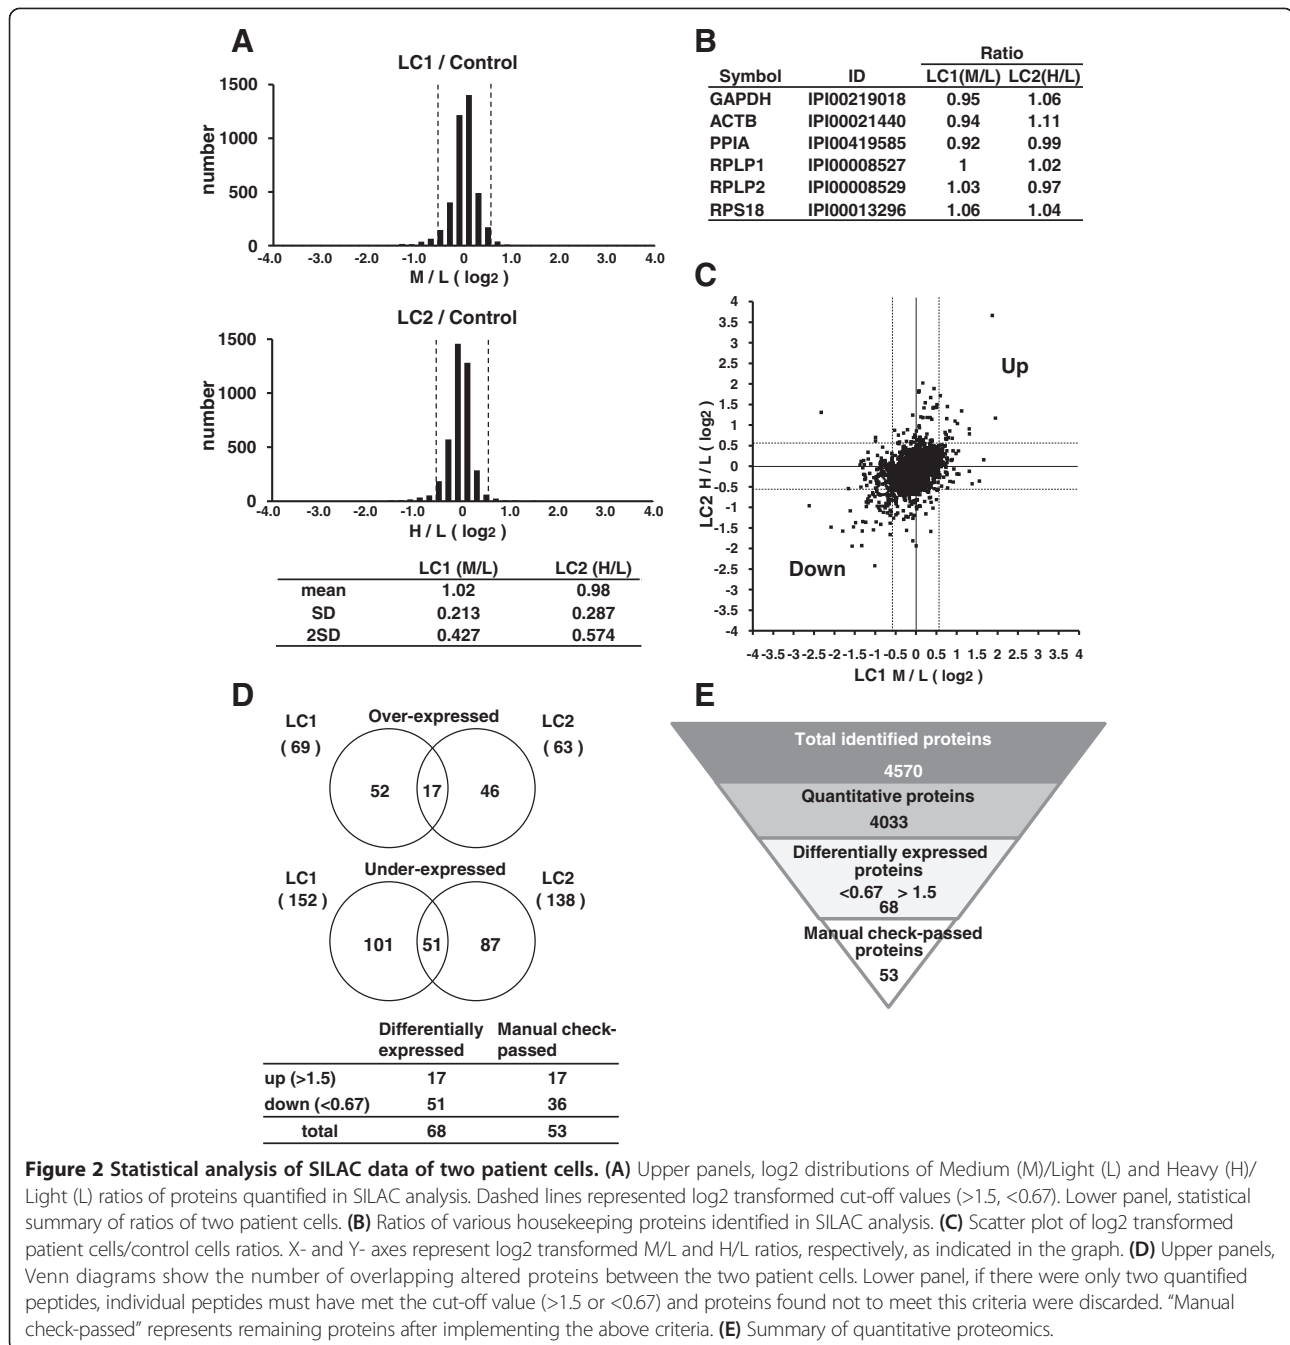 A
LC1 / Control
1500
1000
500
0
number
-4.0 -3.0 -2.0 -1.0 0 1.0 2.0 3.0 4.0
M / L ( log2 )
LC2 / Control
1500
1000
500
0
number
-4.0 -3.0 -2.0 -1.0 0 1.0 2.0 3.0 4.0
H / L ( log2 )
LC1 (M/L) LC2 (H/L)
mean 1.02 0.98
SD 0.213 0.287
2SD 0.427 0.574
B
Ratio
Symbol ID LC1(M/L) LC2(H/L)
GAPDH IPI00219018 0.95 1.06
ACTB IPI00021440 0.94 1.11
PPIA IPI00419585 0.92 0.99
RPLP1 IPI00008527 1 1.02
RPLP2 IPI00008529 1.03 0.97
RPS18 IPI00013296 1.06 1.04
C
4
3.5
3
2.5
2
1.5
1
0.5
0
-0.5
-1
-1.5
-2
-2.5
-3
-3.5
-4
LC2 H / L ( log2 )
Up
Down
-4 -3.5 -3 -2.5 -2 -1.5 -1 -0.5 0 0.5 1 1.5 2 2.5 3 3.5 4
LC1 M / L ( log2 )
D
Over-expressed
LC1
( 69 )
LC2
( 63 )
52 17 46
Under-expressed
LC1
( 152 )
LC2
( 138 )
101 51 87
Differentially Manual check-
expressed passed
up (>1.5) 17 17
down (<0.67) 51 36
total 68 53
E
Total identified proteins
4570
Quantitative proteins
4033
Differentially expressed
proteins
<0.67 > 1.5
68
Manual check-passed
proteins
53
Figure 2 Statistical analysis of SILAC data of two patient cells. (A) Upper panels, log2 distributions of Medium (M)/Light (L) and Heavy (H)/
Light (L) ratios of proteins quantified in SILAC analysis. Dashed lines represented log2 transformed cut-off values (>1.5, <0.67). Lower panel, statistical
summary of ratios of two patient cells. (B) Ratios of various housekeeping proteins identified in SILAC analysis. (C) Scatter plot of log2 transformed
patient cells/control cells ratios. X- and Y- axes represent log2 transformed M/L and H/L ratios, respectively, as indicated in the graph. (D) Upper panels,
Venn diagrams show the number of overlapping altered proteins between the two patient cells. Lower panel, if there were only two quantified
peptides, individual peptides must have met the cut-off value (>1.5 or <0.67) and proteins found not to meet this criteria were discarded. “Manual
check-passed” represents remaining proteins after implementing the above criteria. (E) Summary of quantitative proteomics.